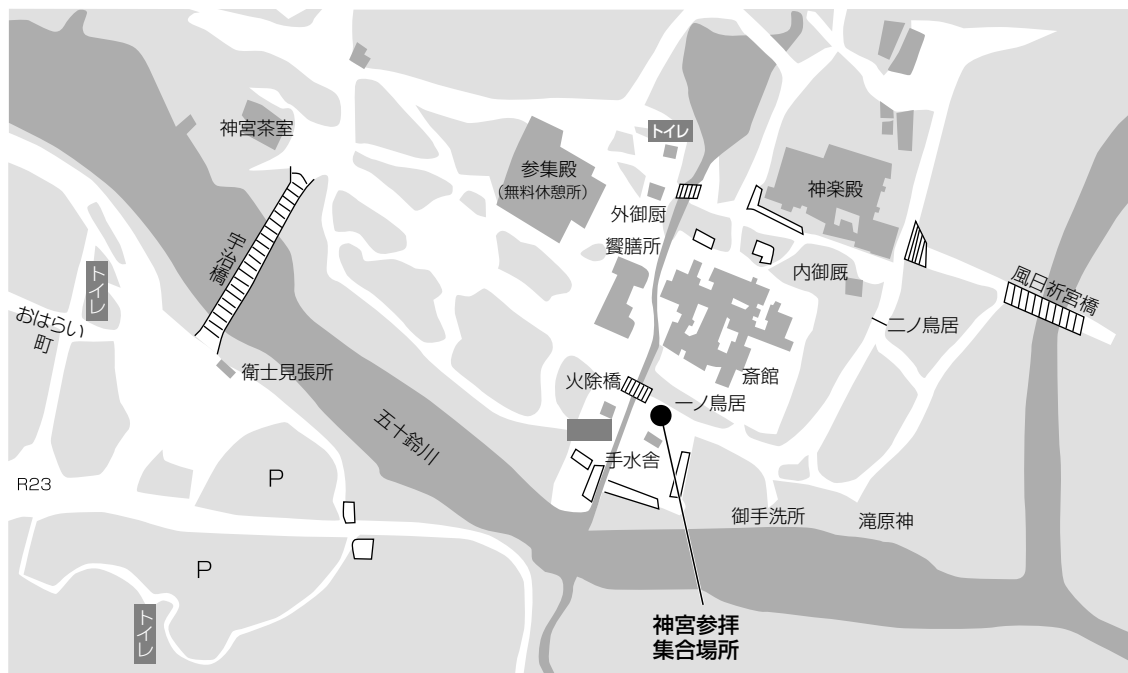 神宮茶室
宇治橋
トイレ
おはらい
町
衛士見張所
五十鈴川
R23
P
P
トイレ
参集殿
(無料休憩所)
トイレ
外御厨
饗膳所
神楽殿
内御厩
風日祈宮橋
二ノ鳥居
斎館
火除橋
一ノ鳥居
手水舎
御手洗所
滝原神
神宮参拝
集合場所